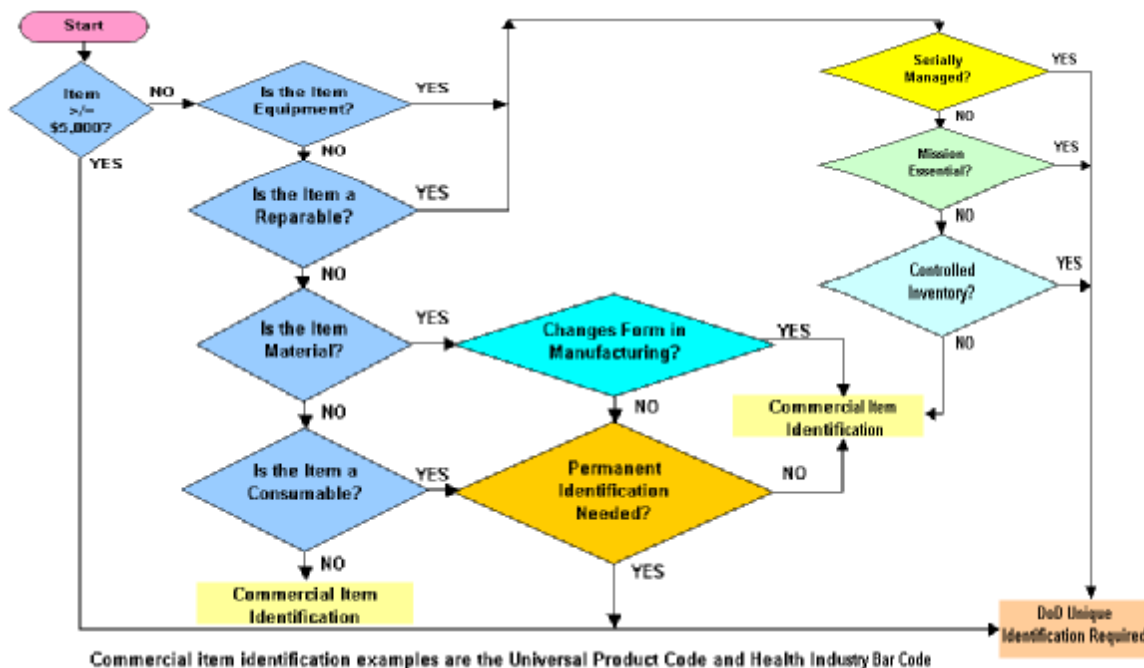 Start
Item
>/=
$5,000?
NO
YES
Is the Item
Equipment?
YES
NO
Is the Item a
Reparable?
YES
NO
Is the Item
Material?
YES
NO
Is the Item a
Consumable?
YES
NO
Commercial Item
Identification
Changes Form in
Manufacturing?
YES
NO
Permanent
Identification
Needed?
NO
YES
Commercial Item
Identification
Serially
Managed?
YES
NO
Mission
Essential?
YES
NO
Controlled
Inventory?
YES
NO
DoD Unique
Identification Required
Commercial item identification examples are the Universal Product Code and Health Industry Bar Code